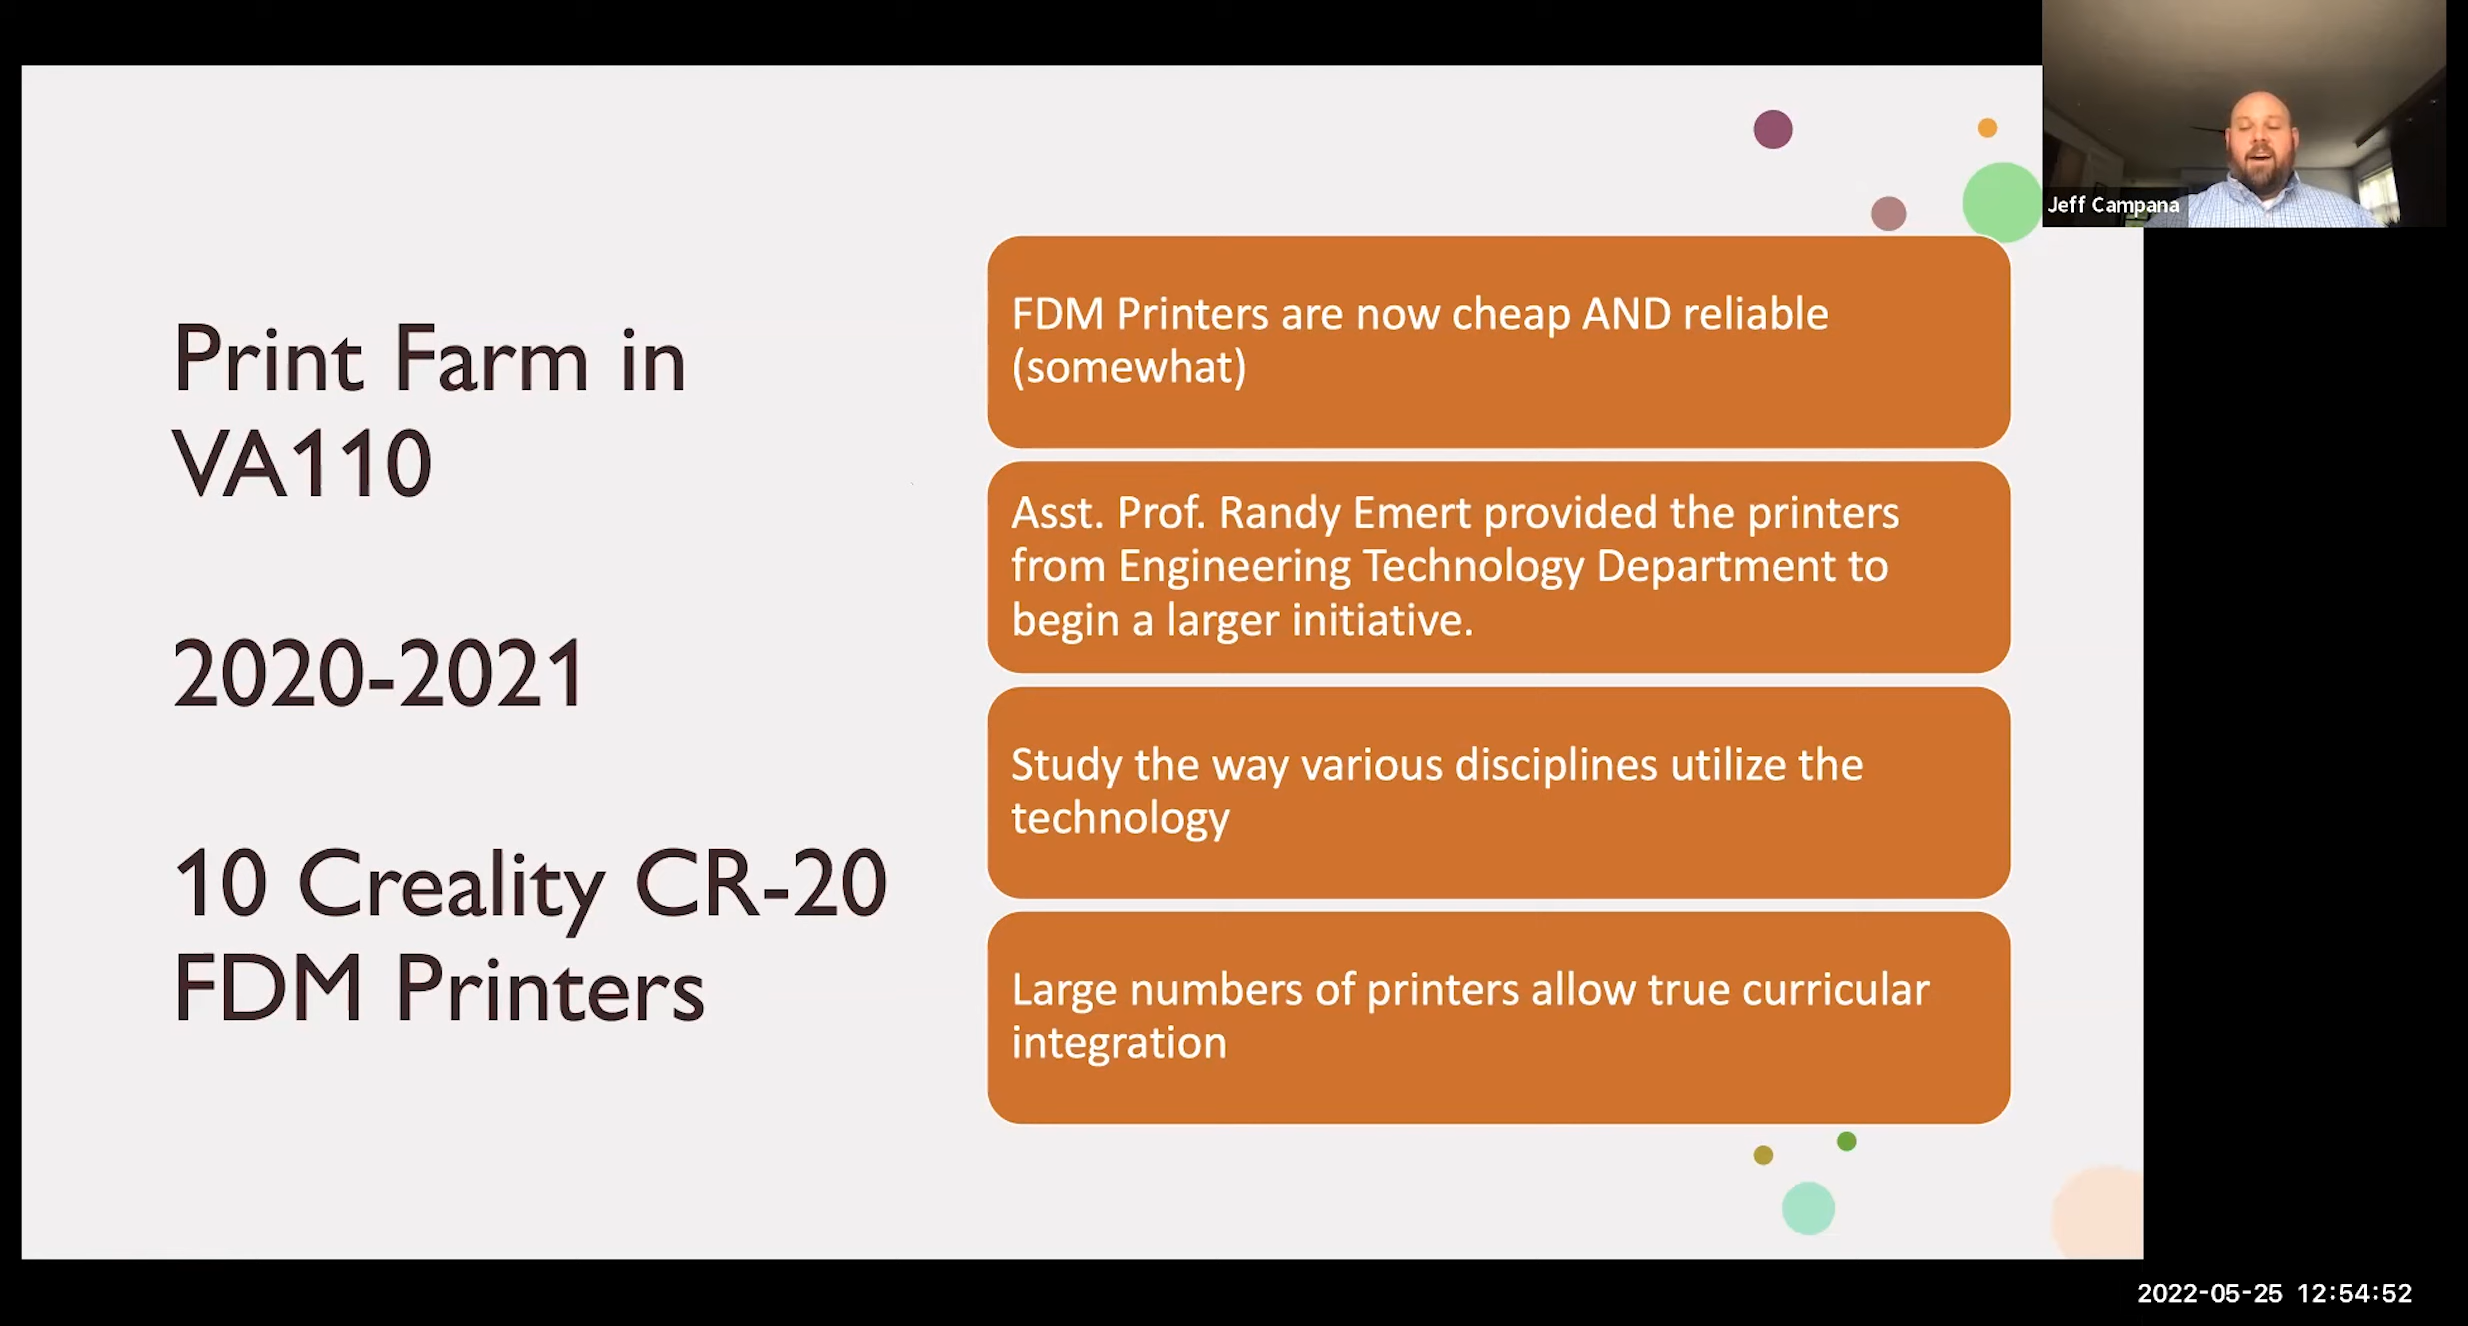 Print Farm in
VA110
2020-2021
10 Creality CR-20
FDM Printers
FDM Printers are now cheap AND reliable
(somewhat)
Asst. Prof. Randy Emert provided the printers
from Engineering Technology Department to
begin a larger initiative.
Study the way various disciplines utilize the
technology
Large numbers of printers allow true curricular
integration
Jeff Campana
2022-05-25 12:54:52